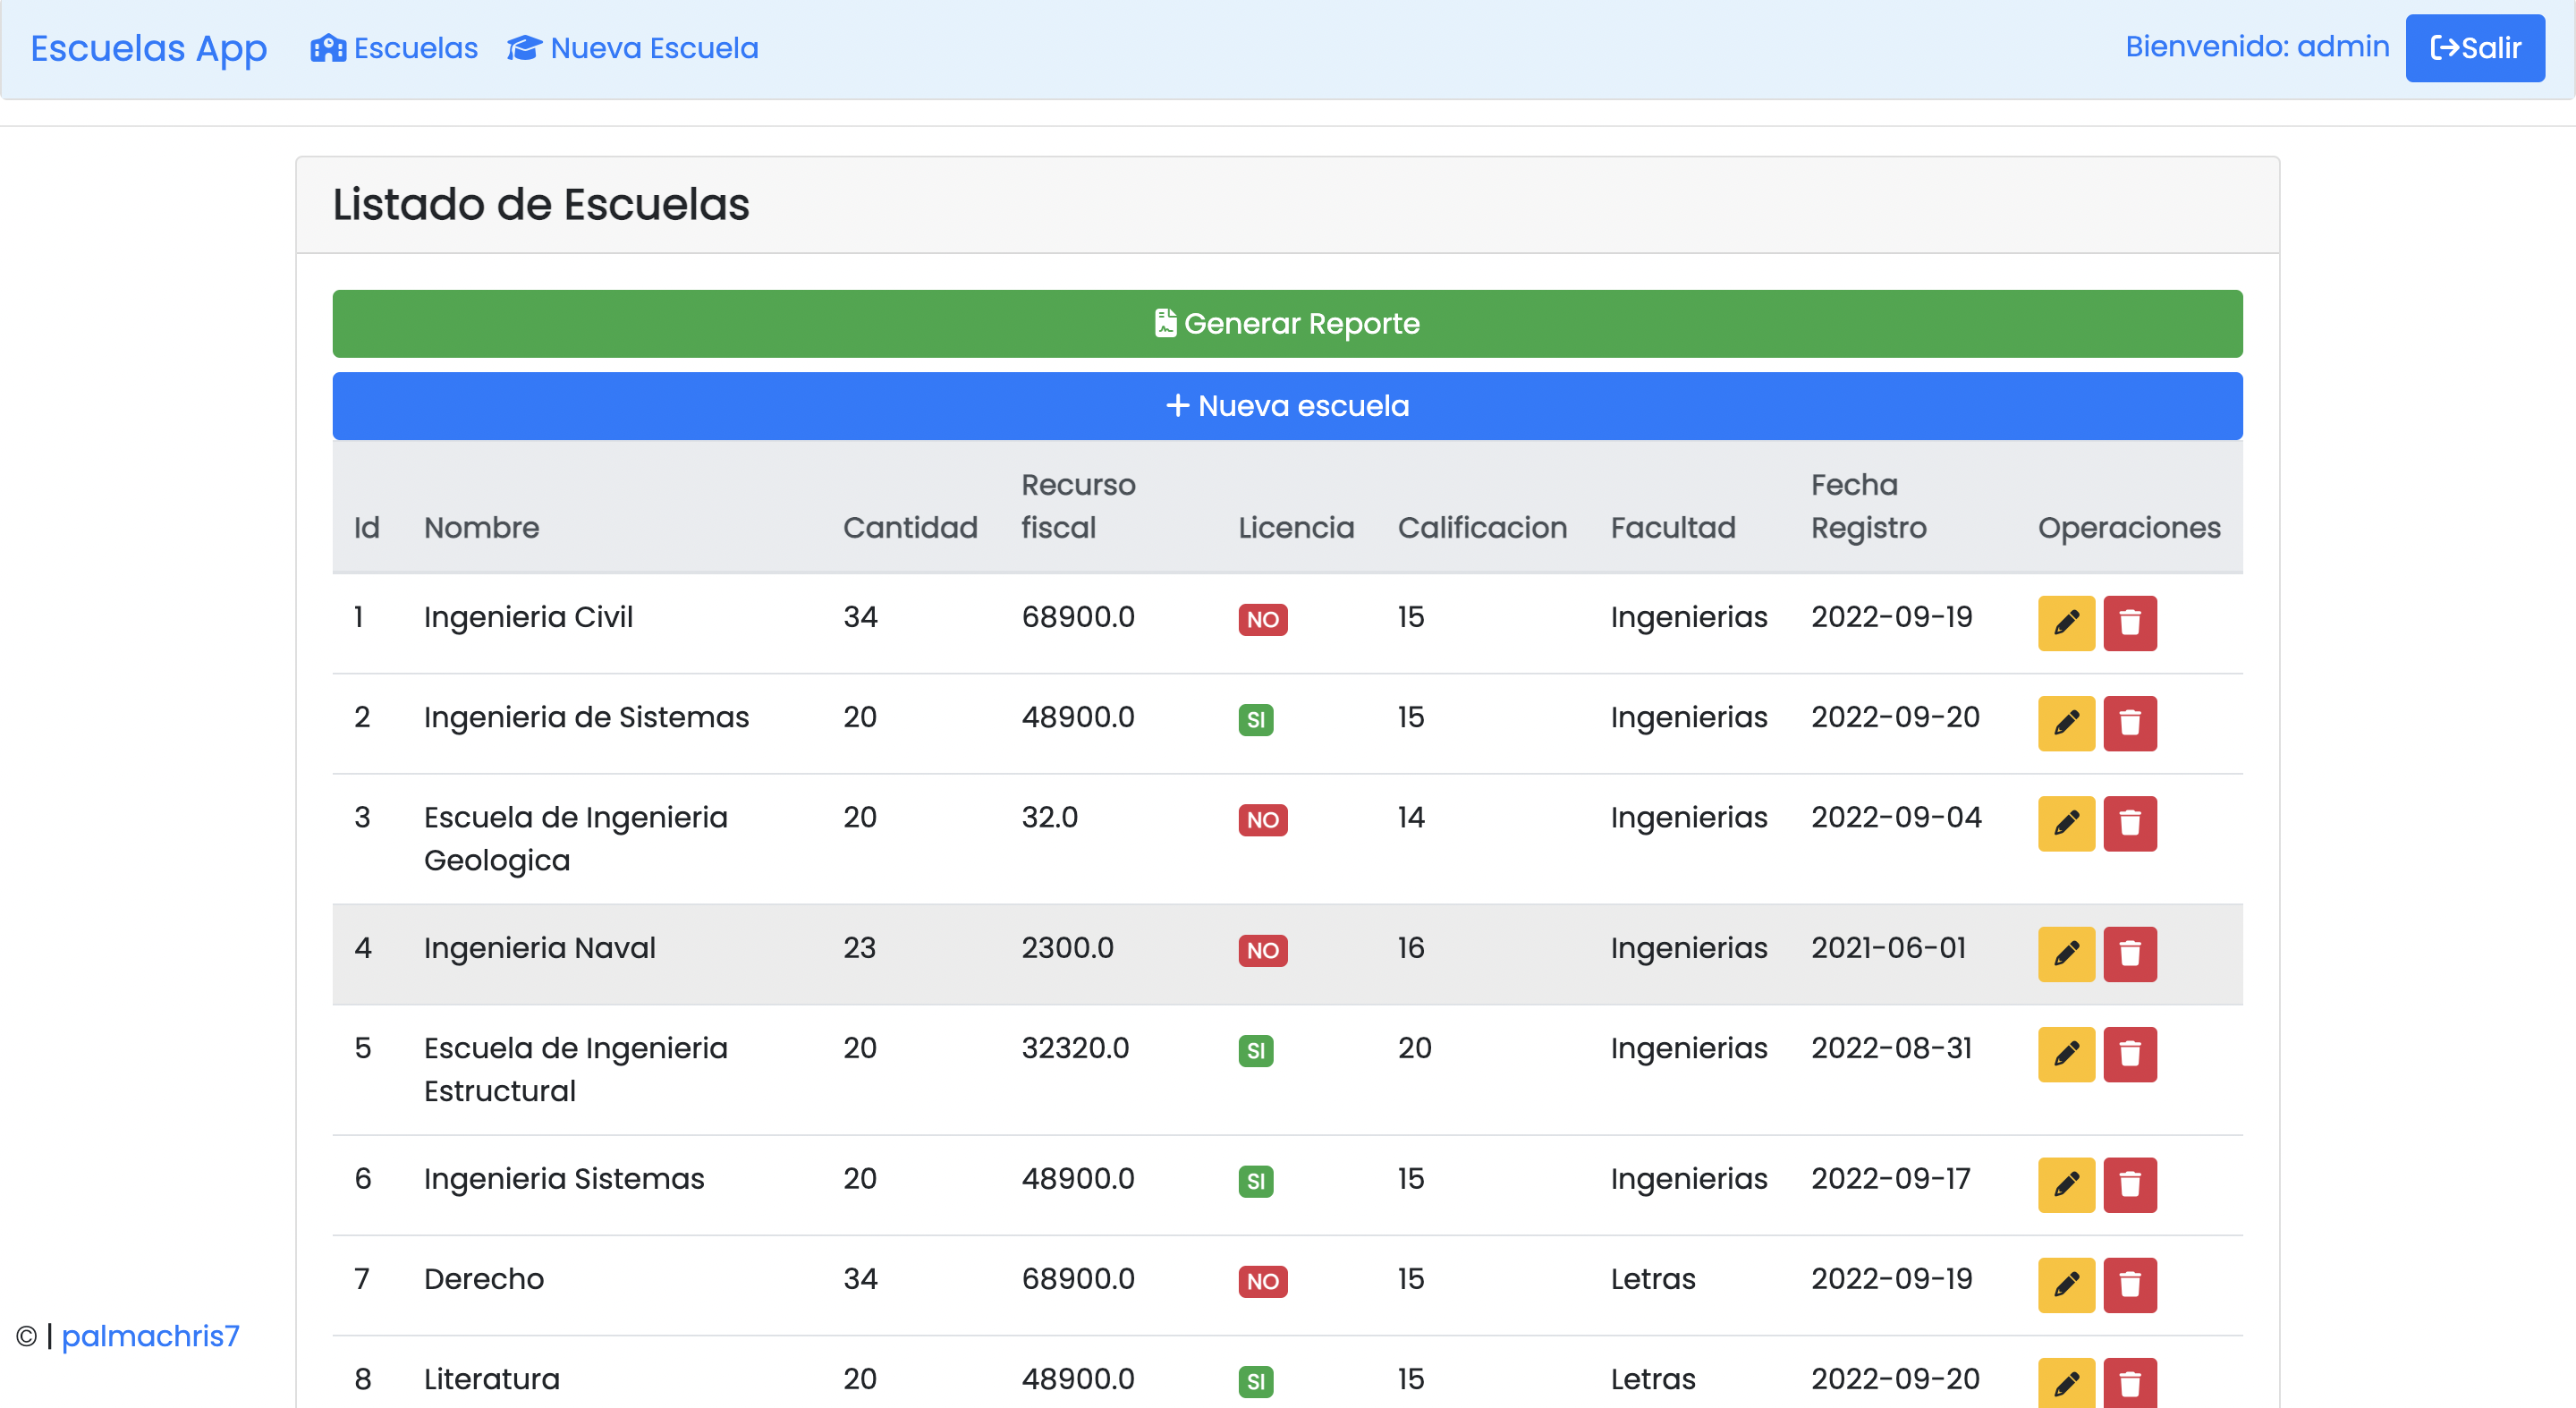 Escuelas App Escuelas Nueva Escuela Bienvenido: admin Salir
Listado de Escuelas
Generar Reporte
+ Nueva escuela
Id Nombre Cantidad Recurso fiscal Licencia Calificacion Facultad Fecha Registro Operaciones
1 Ingenieria Civil 34 68900.0 NO 15 Ingenierias 2022-09-19
2 Ingenieria de Sistemas 20 48900.0 SI 15 Ingenierias 2022-09-20
3 Escuela de Ingenieria Geologica 20 32.0 NO 14 Ingenierias 2022-09-04
4 Ingenieria Naval 23 2300.0 NO 16 Ingenierias 2021-06-01
5 Escuela de Ingenieria Estructural 20 32320.0 SI 20 Ingenierias 2022-08-31
6 Ingenieria Sistemas 20 48900.0 SI 15 Ingenierias 2022-09-17
7 Derecho 34 68900.0 NO 15 Letras 2022-09-19
8 Literatura 20 48900.0 SI 15 Letras 2022-09-20
© | palmachris7